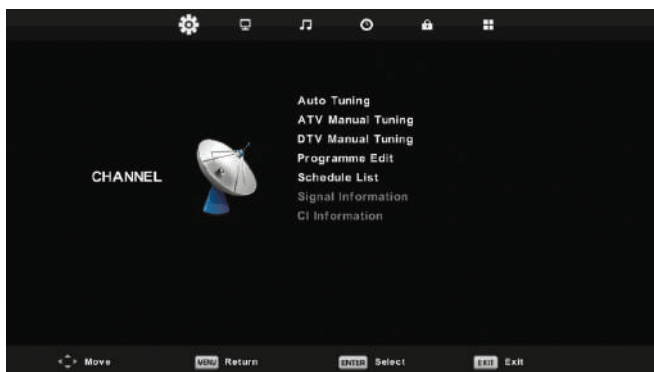 Auto Tuning
ATV Manual Tuning
DTV Manual Tuning
Programme Edit
CHANNEL
Schedule List
Signal Information
CI Information
Move
MENU Return
ENTER Select
EXIT Exit